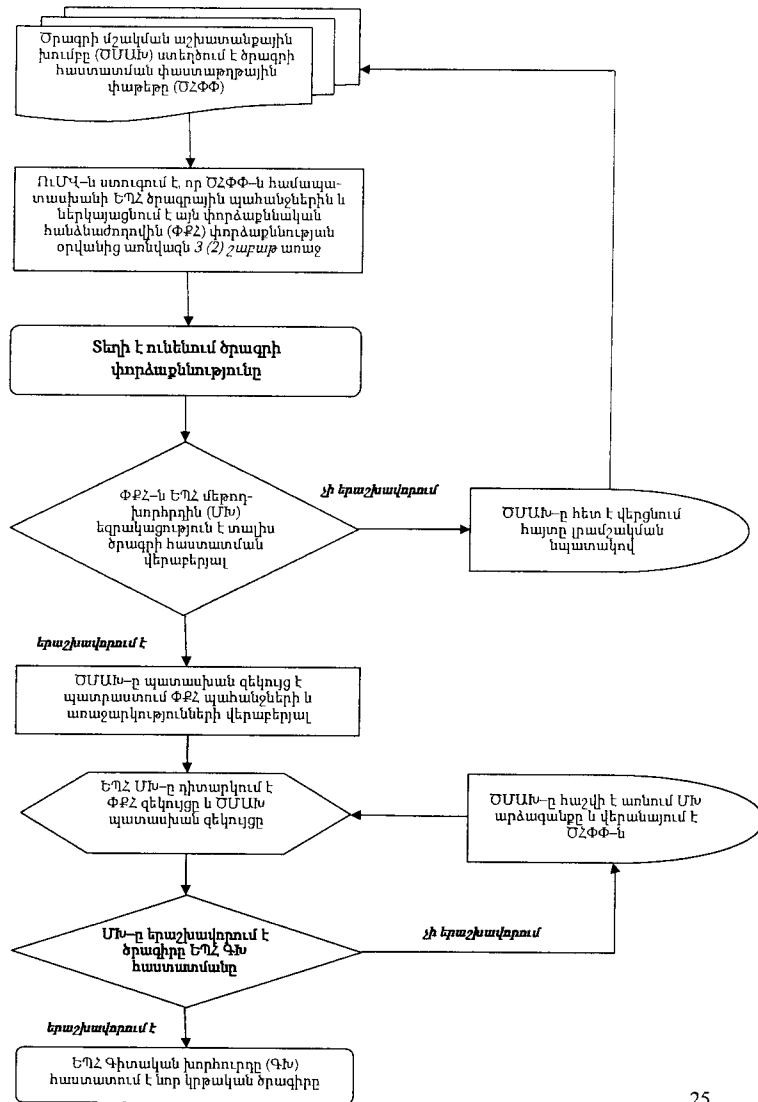 Ծրագրի մշակման աշխատանքային
խումբը (ԾՄԱԽ) ստեղծում է ծրագրի
հաստատման փաստաթղթային
փաթեթը (ԾՀՓՓ)
ՈւՄՎ–ն ստուգում է, որ ԾՀՓՓ–ն համապա-
տասխանի ԵՊՀ ծրագրային պահանջներին և
ներկայացնում է այն փորձաքննական
հանձնաժողովին (ՓՔՀ) փորձաքննության
օրվանից առնվազն 3 (2) շաբաթ առաջ
Տեղի է ունենում ծրագրի
փորձաքննությունը
ՓՔՀ–ն ԵՊՀ մեթոդ-
խորհրդին (ՄԽ)
եզրակացություն է տալիս
ծրագրի հաստատման
վերաբերյալ
չի երաշխավորում
ԾՄԱԽ–ը հետ է վերցնում
հայտը լրամշակման
նպատակով
երաշխավորում է
ԾՄԱԽ–ը պատասխան զեկույց է
պատրաստում ՓՔՀ պահանջների և
առաջարկությունների վերաբերյալ
ԵՊՀ ՄԽ–ը դիտարկում է
ՓՔՀ զեկույցը և ԾՄԱԽ
պատասխան զեկույցը
ԾՄԱԽ–ը հաշվի է առնում ՄԽ
արձագանքը և վերանայում է
ԾՀՓՓ–ն
ՄԽ–ը երաշխավորում է
ծրագիրը ԵՊՀ ԳԽ
հաստատմանը
չի երաշխավորում
երաշխավորում է
ԵՊՀ Գիտական խորհուրդը (ԳԽ)
հաստատում է նոր կրթական ծրագիրը
25